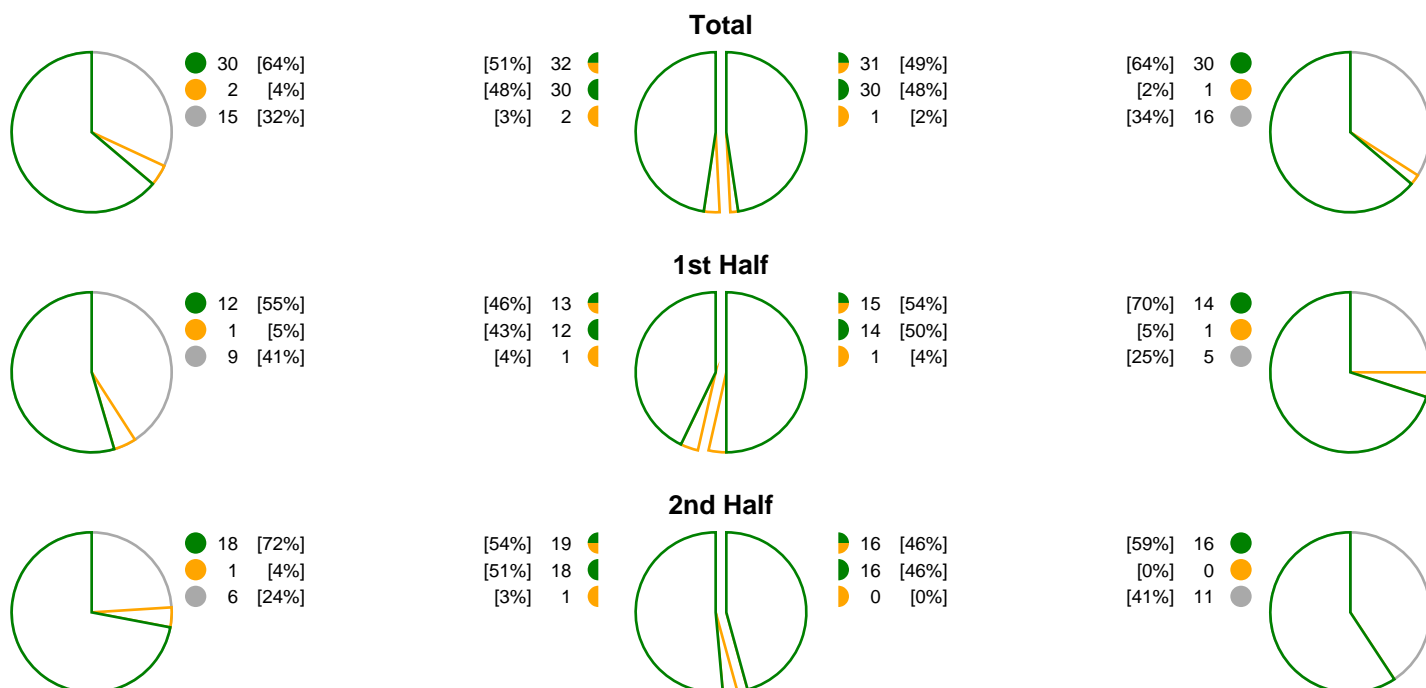 Total
30 [64%] [51%] 32 31 [49%] [64%] 30
2 [4%] [48%] 30 30 [48%] [2%] 1
15 [32%] [3%] 2 1 [2%] [34%] 16
1st Half
12 [55%] [46%] 13 15 [54%] [70%] 14
1 [5%] [43%] 12 14 [50%] [5%] 1
9 [41%] [4%] 1 1 [4%] [25%] 5
2nd Half
18 [72%] [54%] 19 16 [46%] [59%] 16
1 [4%] [51%] 18 16 [46%] [0%] 0
6 [24%] [3%] 1 0 [0%] [41%] 11